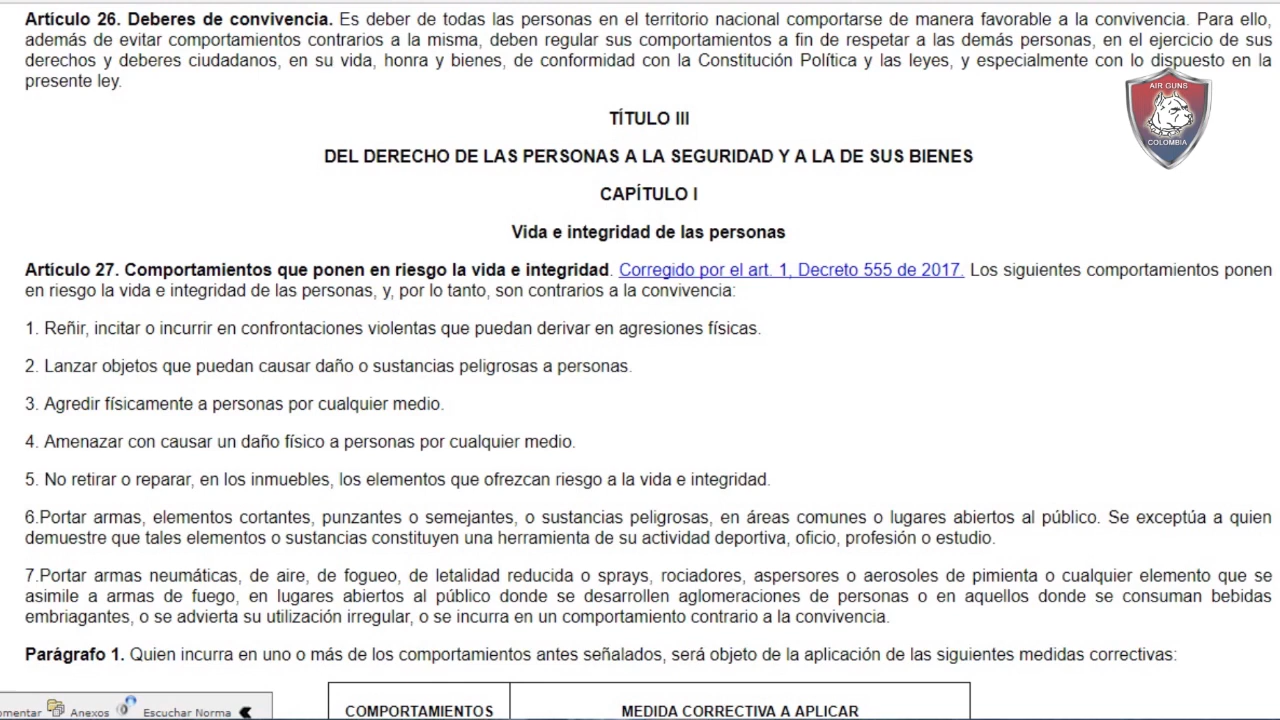 Artículo 26. Deberes de convivencia. Es deber de todas las personas en el territorio nacional comportarse de manera favorable a la convivencia. Para ello,
además de evitar comportamientos contrarios a la misma, deben regular sus comportamientos a fin de respetar a las demás personas, en el ejercicio de sus
derechos y deberes ciudadanos, en su vida, honra y bienes, de conformidad con la Constitución Política y las leyes, y especialmente con lo dispuesto en la
presente ley.
AIR GUNS
COLOMBIA
TÍTULO III
DEL DERECHO DE LAS PERSONAS A LA SEGURIDAD Y A LA DE SUS BIENES
CAPÍTULO I
Vida e integridad de las personas
Artículo 27. Comportamientos que ponen en riesgo la vida e integridad. Corregido por el art. 1, Decreto 555 de 2017. Los siguientes comportamientos ponen
en riesgo la vida e integridad de las personas, y, por lo tanto, son contrarios a la convivencia:
1. Reñir, incitar o incurrir en confrontaciones violentas que puedan derivar en agresiones físicas.
2. Lanzar objetos que puedan causar daño o sustancias peligrosas a personas.
3. Agredir físicamente a personas por cualquier medio.
4. Amenazar con causar un daño físico a personas por cualquier medio.
5. No retirar o reparar, en los inmuebles, los elementos que ofrezcan riesgo a la vida e integridad.
6.Portar armas, elementos cortantes, punzantes o semejantes, o sustancias peligrosas, en áreas comunes o lugares abiertos al público. Se exceptúa a quien
demuestre que tales elementos o sustancias constituyen una herramienta de su actividad deportiva, oficio, profesión o estudio.
7.Portar armas neumáticas, de aire, de fogueo, de letalidad reducida o sprays, rociadores, aspersores o aerosoles de pimienta o cualquier elemento que se
asimile a armas de fuego, en lugares abiertos al público donde se desarrollen aglomeraciones de personas o en aquellos donde se consuman bebidas
embriagantes, o se advierta su utilización irregular, o se incurra en un comportamiento contrario a la convivencia.
Parágrafo 1. Quien incurra en uno o más de los comportamientos antes señalados, será objeto de la aplicación de las siguientes medidas correctivas:
COMPORTAMIENTOS MEDIDA CORRECTIVA A APLICAR
omentar Anexos Escuchar Norma